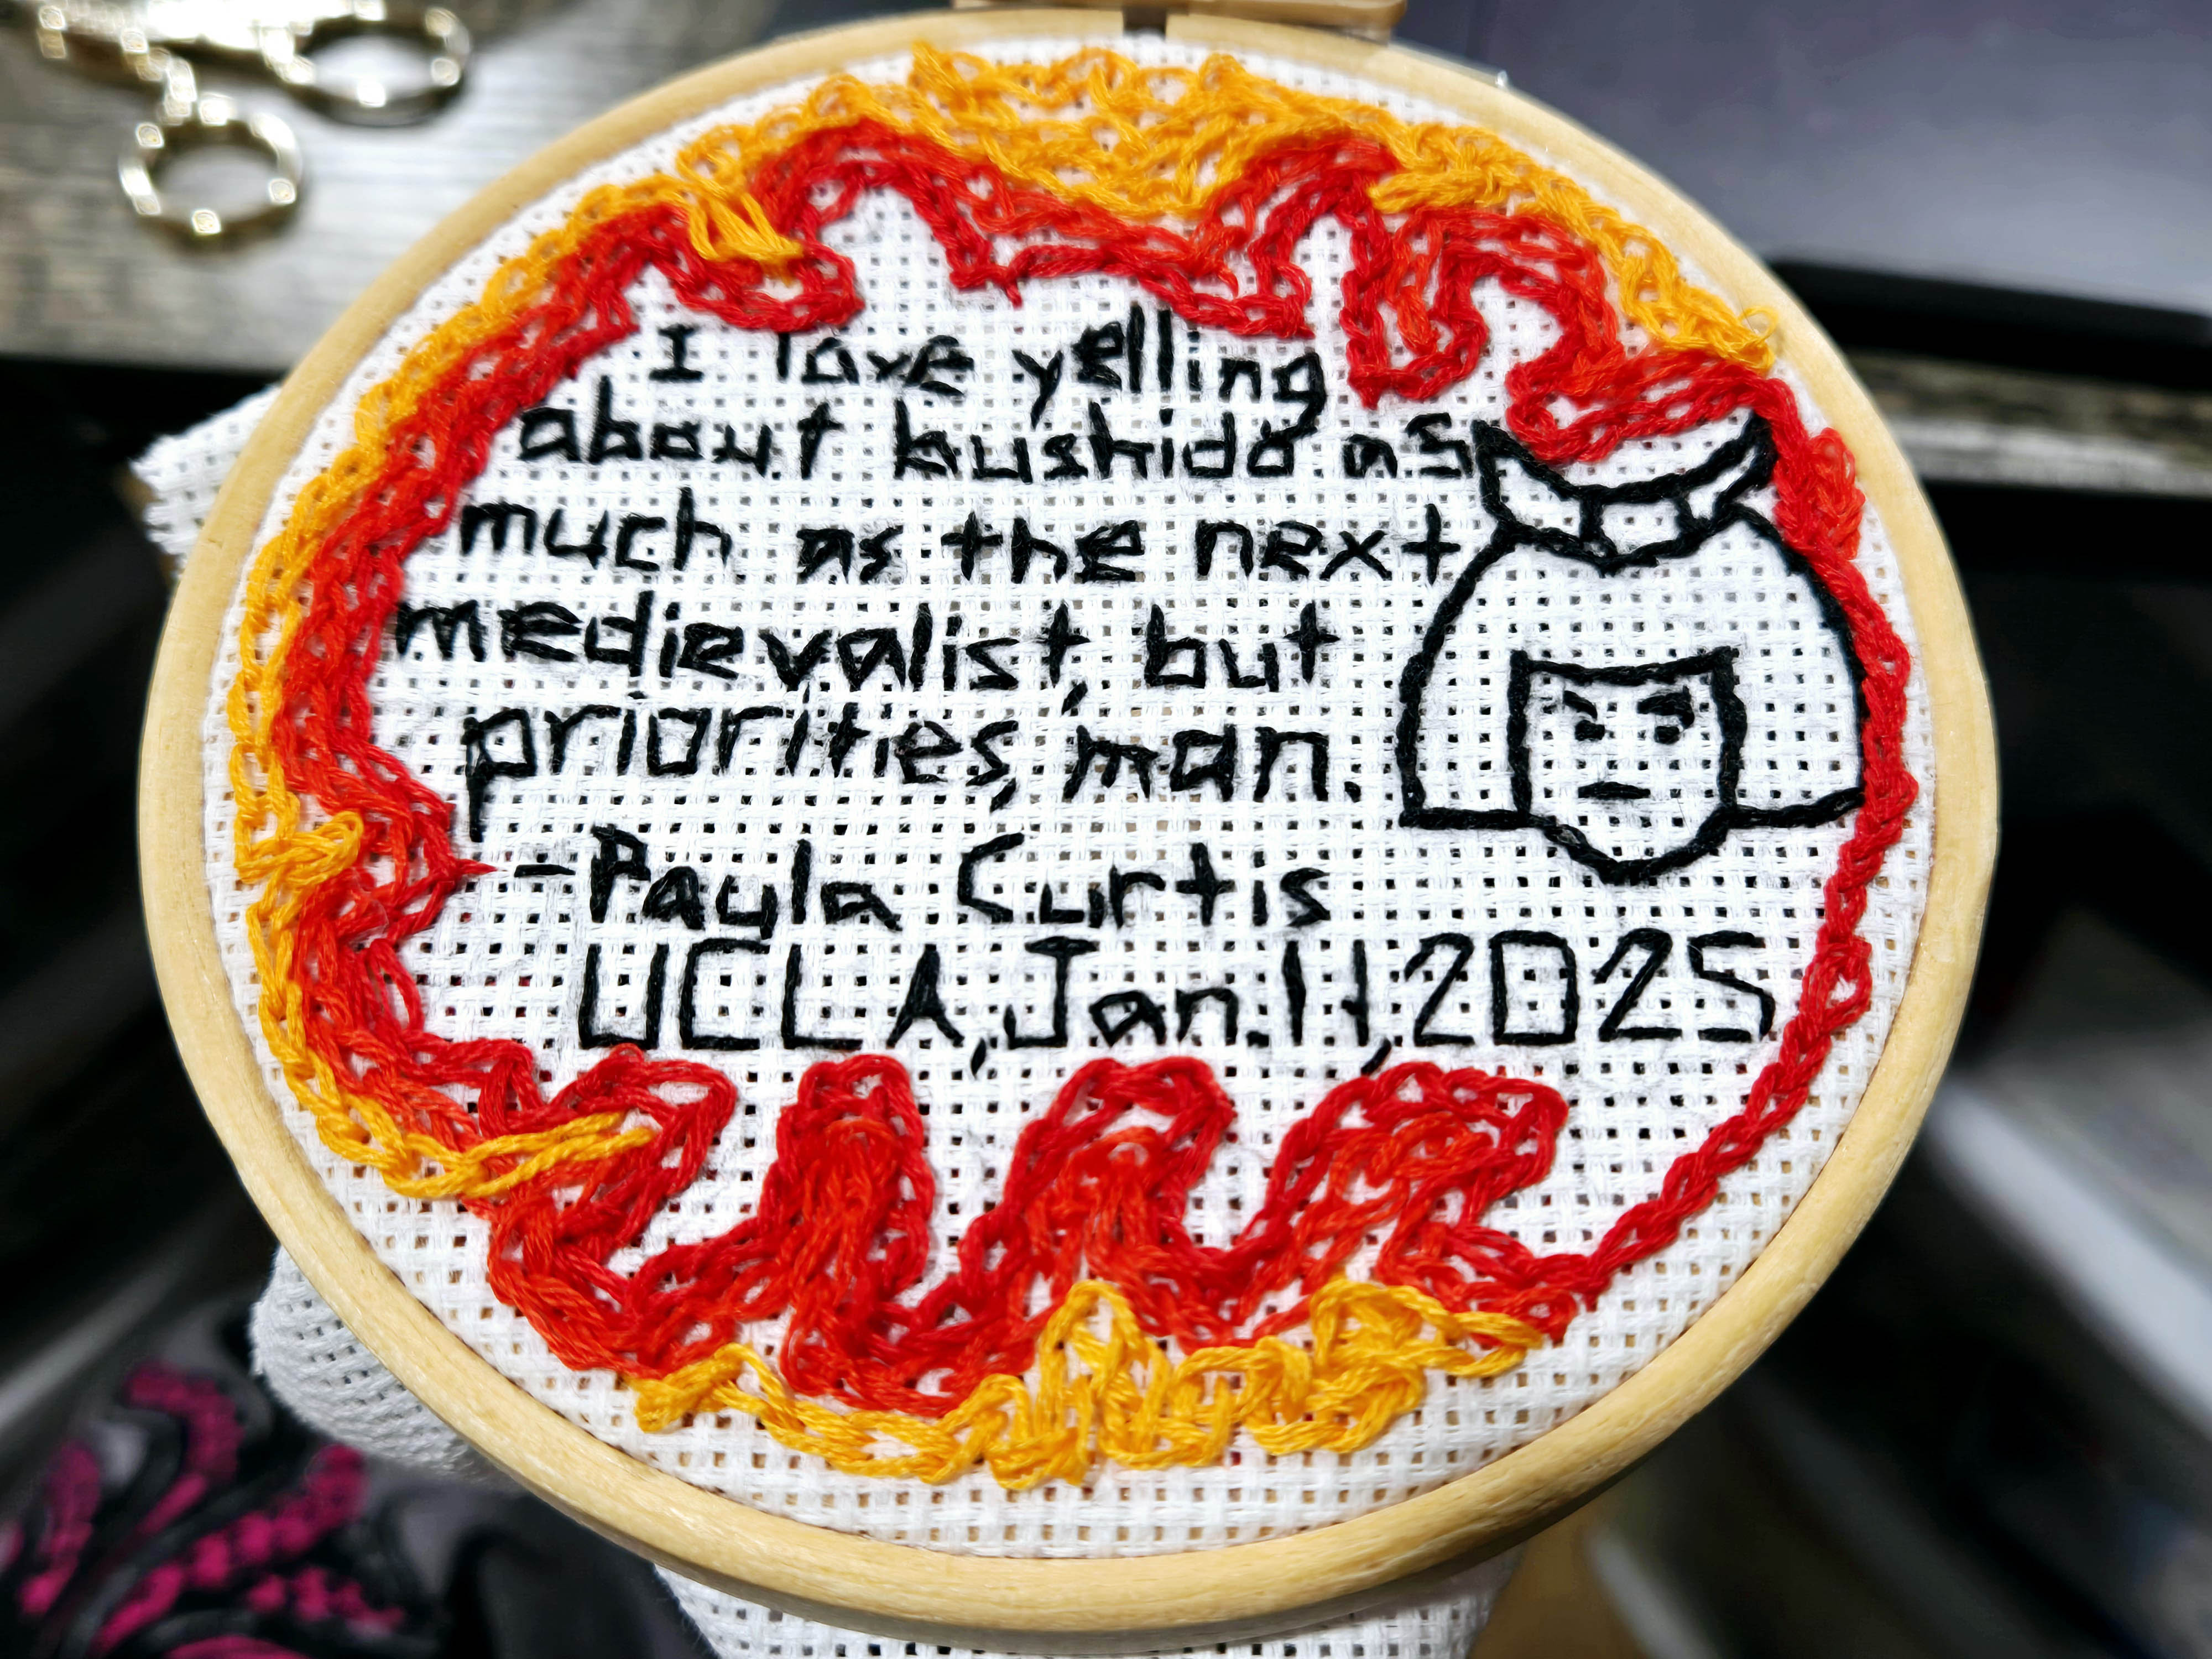 I love yelling
about bushido as
much as the next
medievalist, but
priorities, man.
-Paula Curtis
UCLA, Jan. 11, 2025